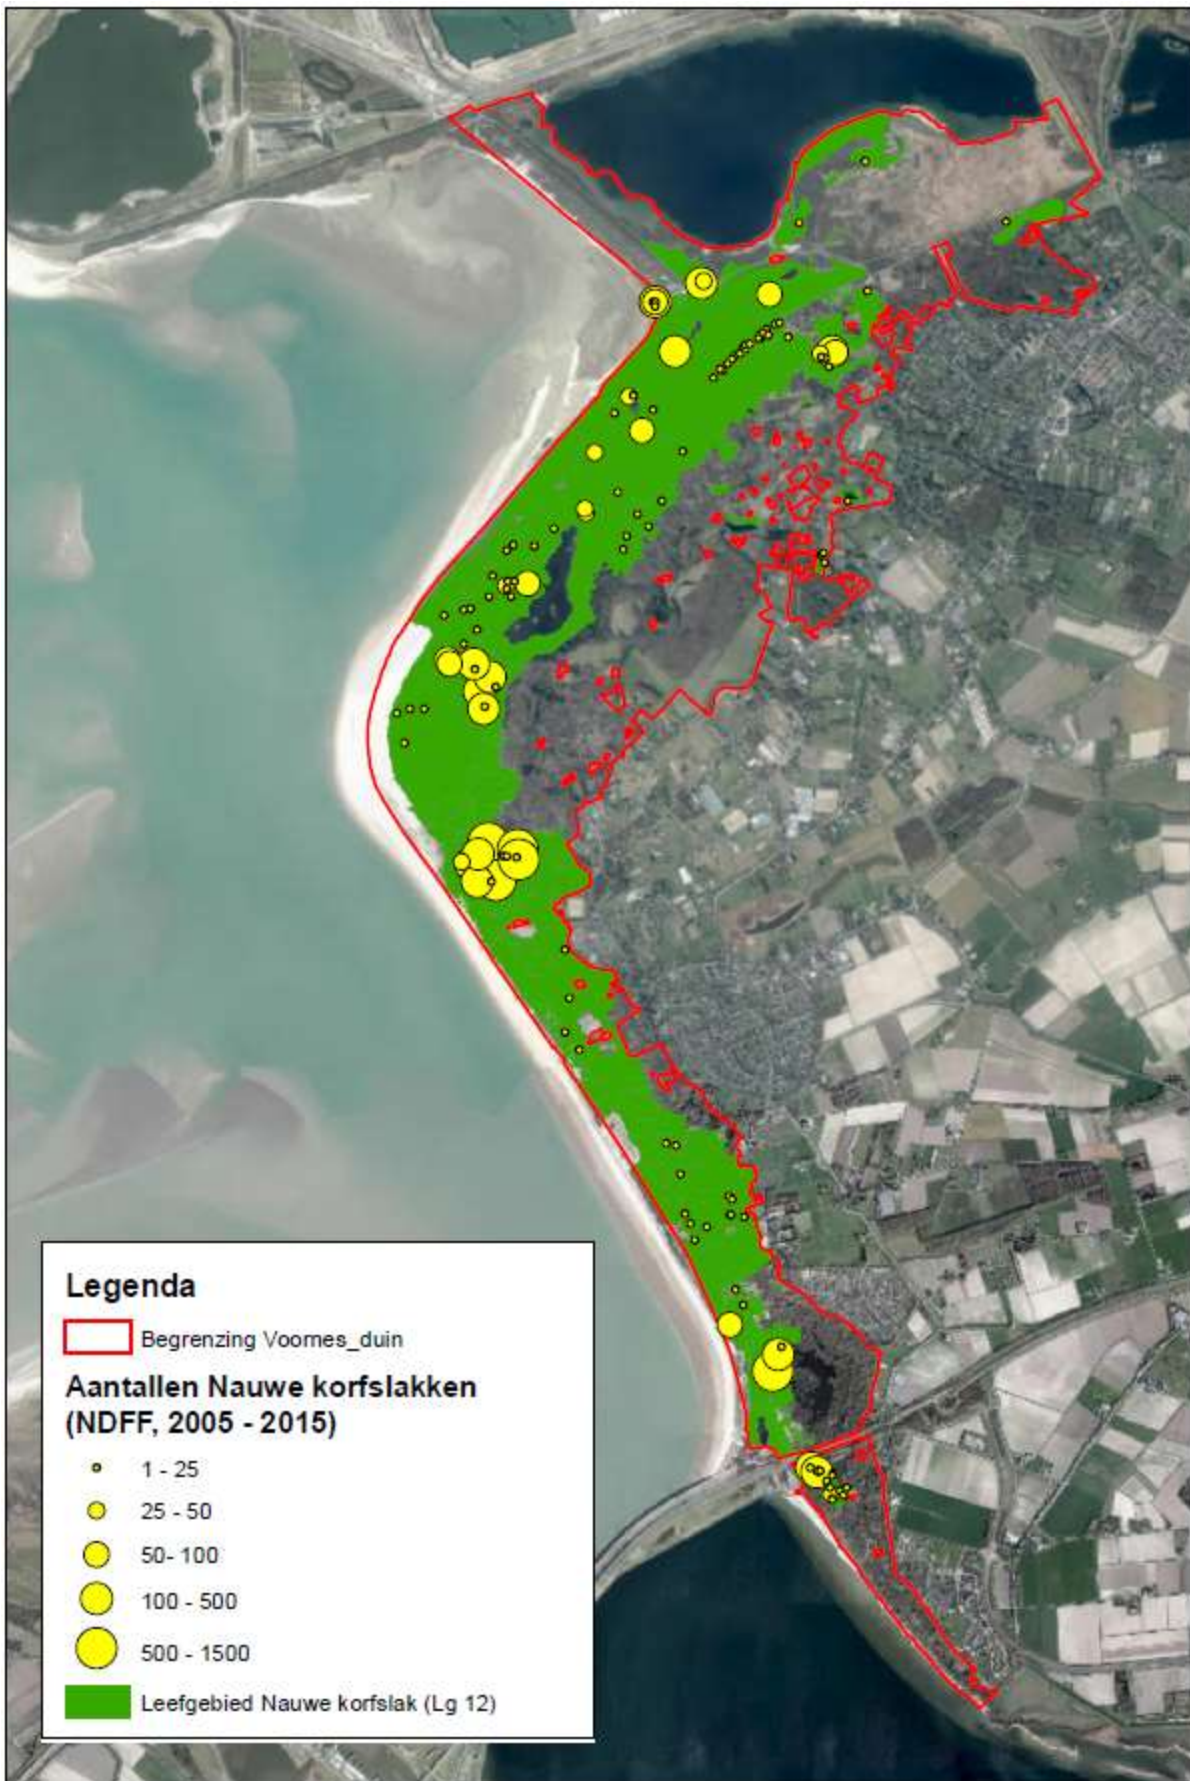 Legenda
Begrenzing Voornes_duin
Aantallen Nauwe korfslakken
(NDFF, 2005 - 2015)
1 - 25
25 - 50
50- 100
100 - 500
500 - 1500
Leefgebied Nauwe korfslak (Lg 12)